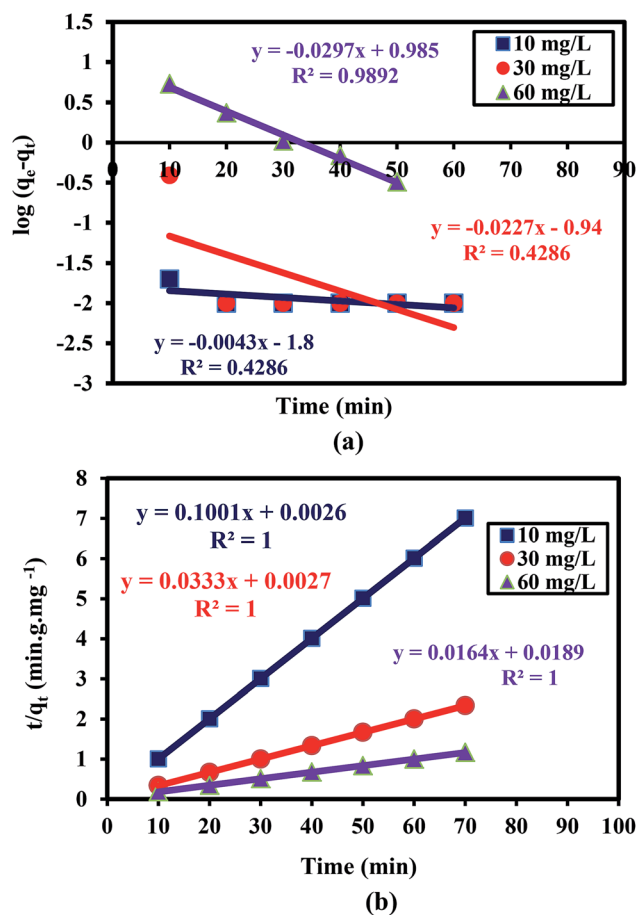 1.5
1
0.5
0
-0.5
-1
-1.5
-2
-2.5
-3
log (qe-qt)
0 10 20 30 40 50 60 70 80 90
y = -0.0297x + 0.985
R² = 0.9892
10 mg/L
30 mg/L
60 mg/L
y = -0.0227x - 0.94
R² = 0.4286
y = -0.0043x - 1.8
R² = 0.4286
Time (min)
(a)
8
7
6
5
4
3
2
1
0
t/qt (min.g.mg⁻¹)
y = 0.1001x + 0.0026
R² = 1
y = 0.0333x + 0.0027
R² = 1
10 mg/L
30 mg/L
60 mg/L
y = 0.0164x + 0.0189
R² = 1
0 10 20 30 40 50 60 70 80 90 100
Time (min)
(b)